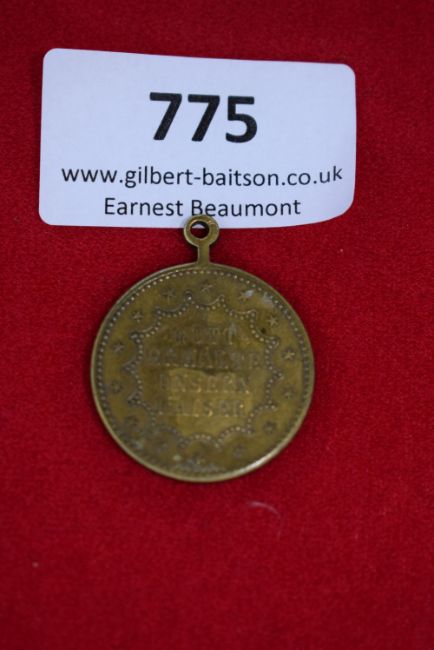 775
www.gilbert-baitson.co.uk
Earnest Beaumont
GOTT
ERHALTE
UNSERN
KAISER